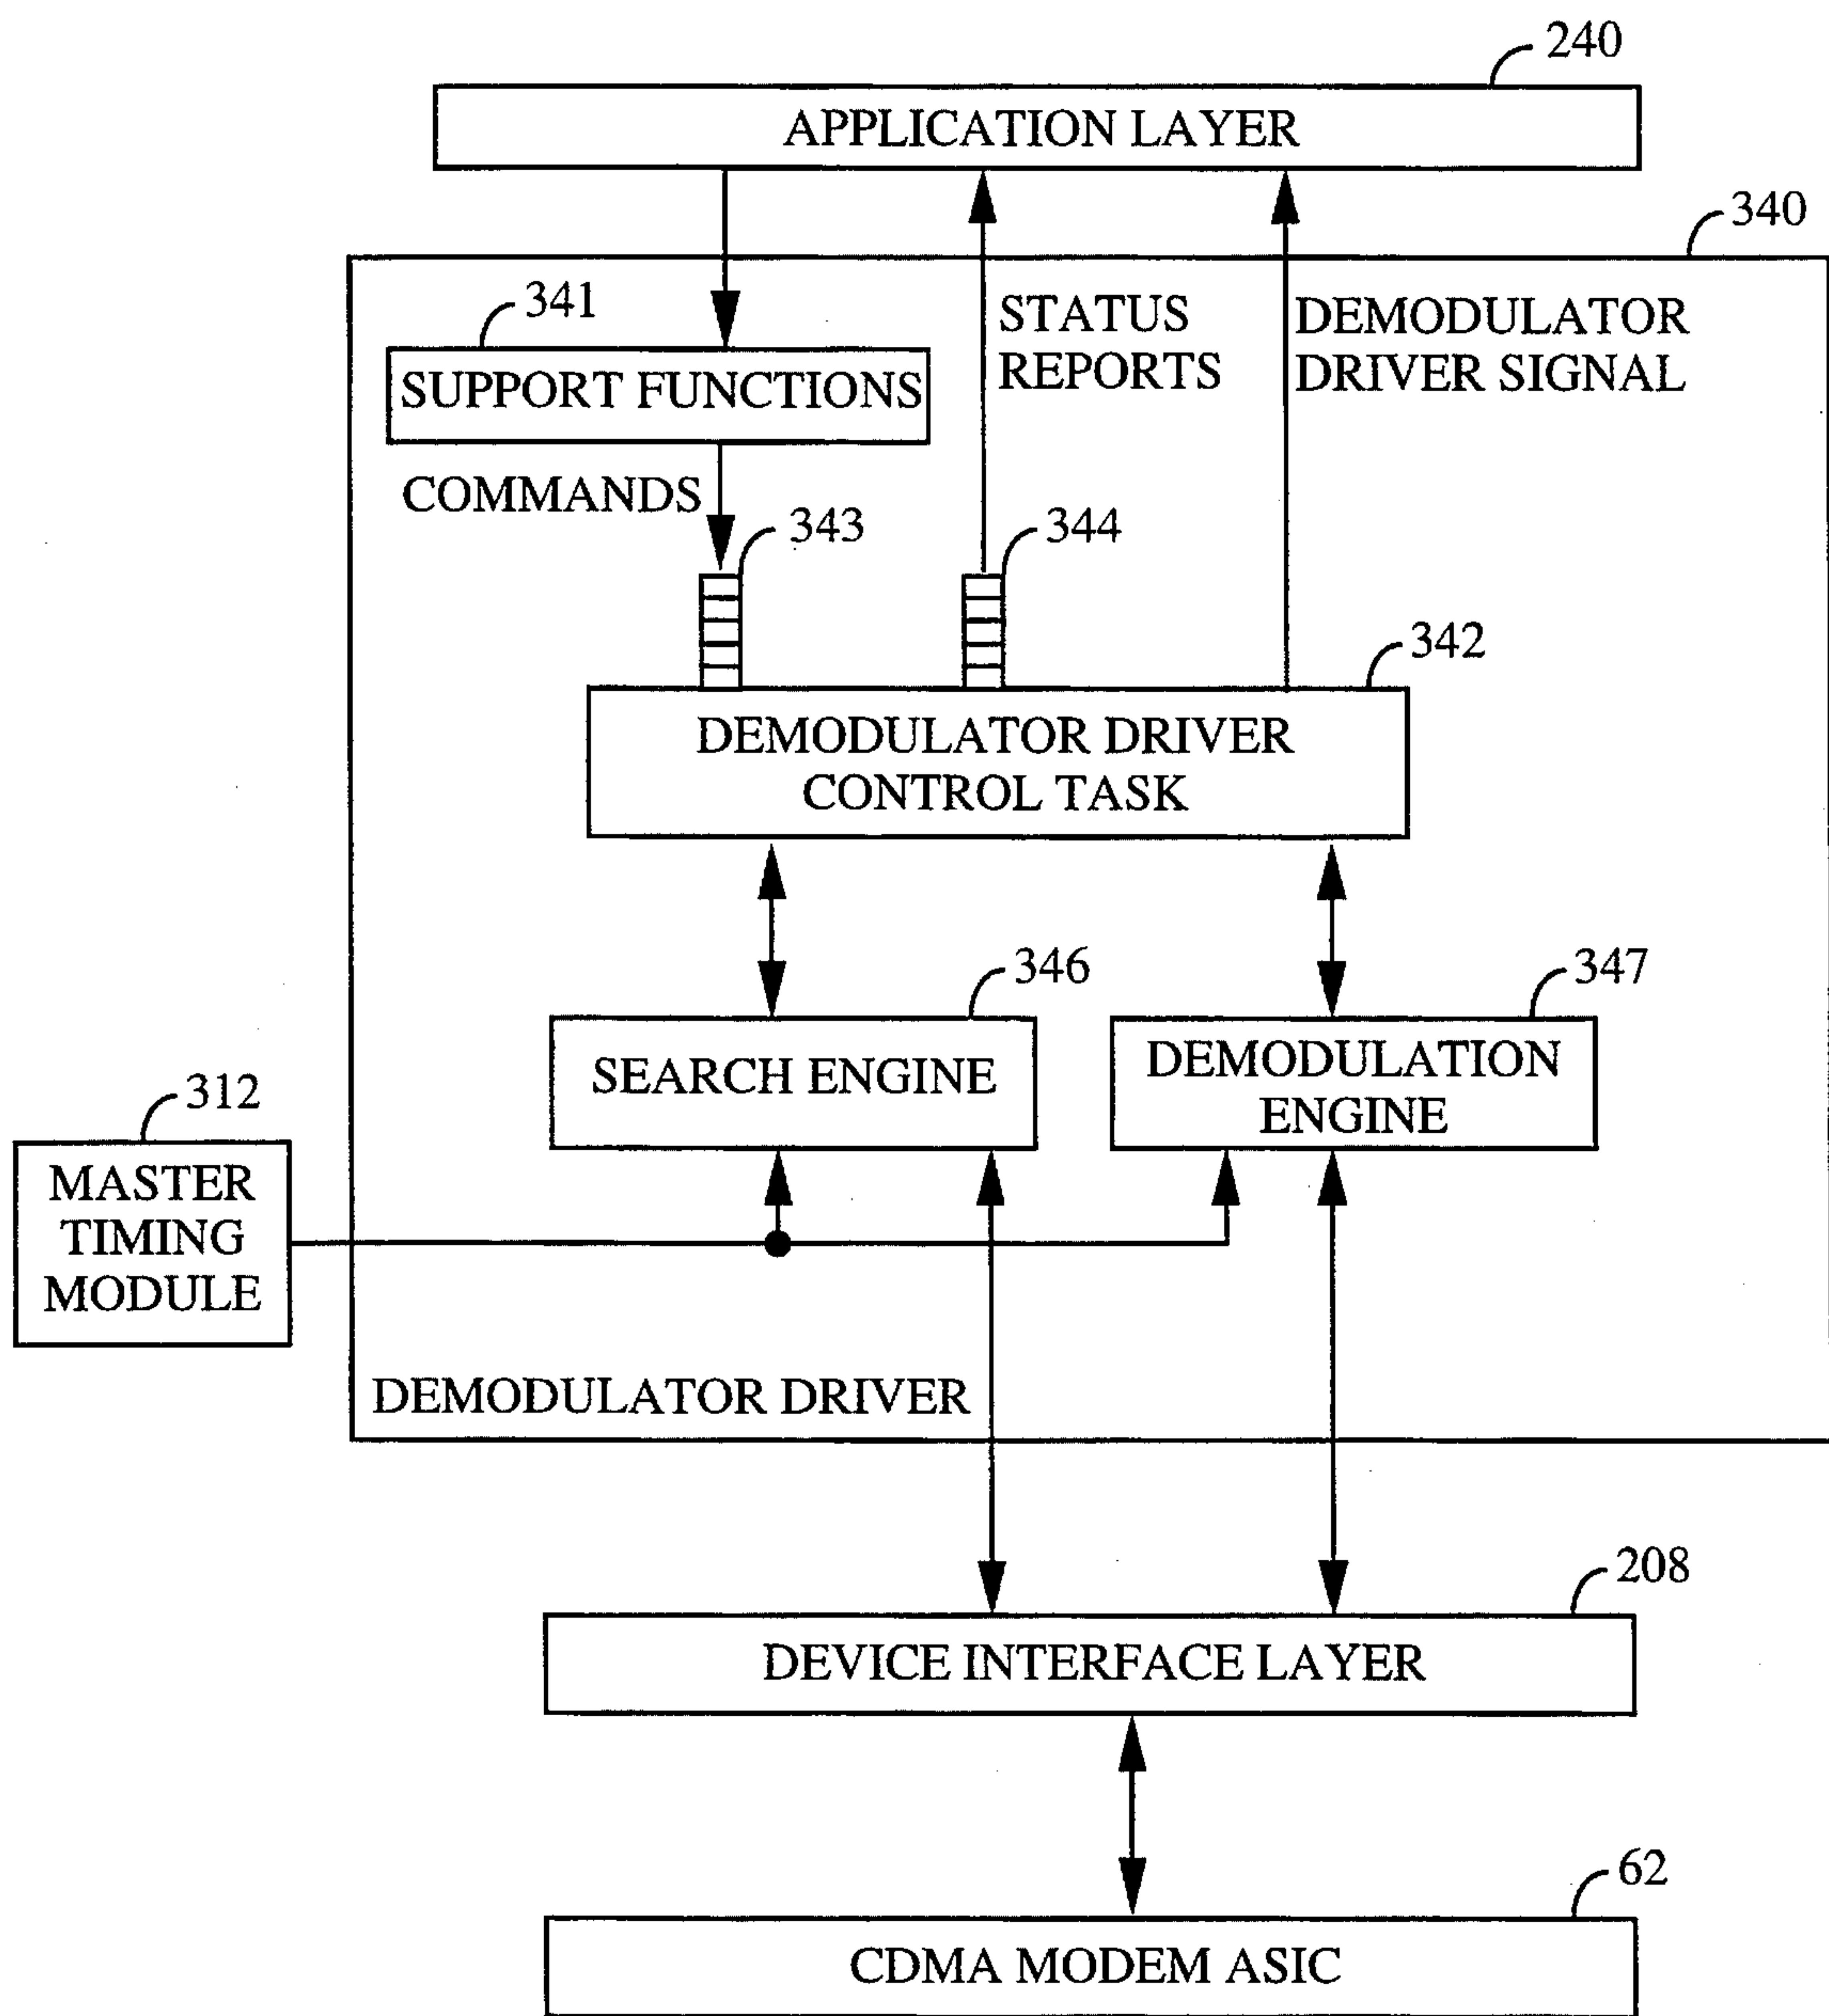 240
APPLICATION LAYER
340
341
STATUS
REPORTS
DEMODULATOR
DRIVER SIGNAL
SUPPORT FUNCTIONS
COMMANDS
343
344
342
DEMODULATOR DRIVER
CONTROL TASK
346
347
SEARCH ENGINE
DEMODULATION
ENGINE
312
MASTER
TIMING
MODULE
DEMODULATOR DRIVER
208
DEVICE INTERFACE LAYER
62
CDMA MODEM ASIC